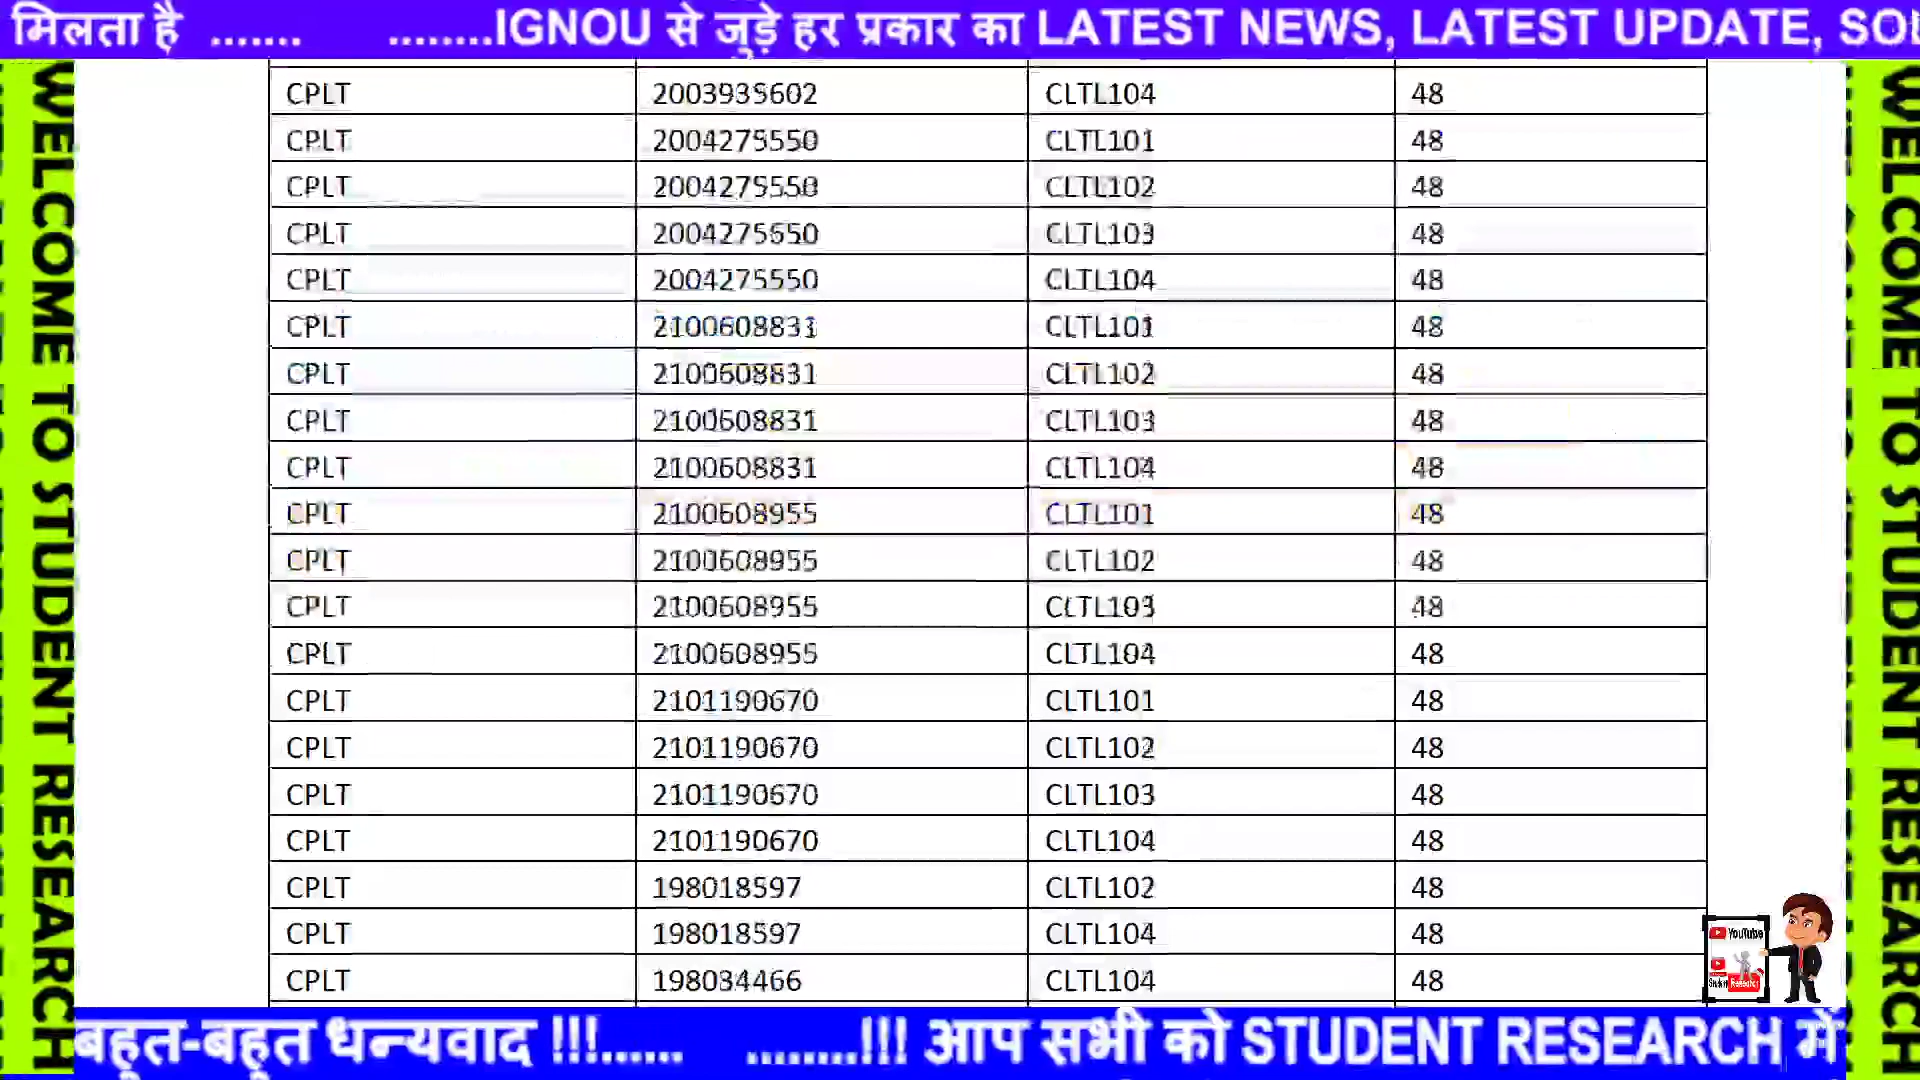 मिलता है ....... ........IGNOU से जुड़े हर प्रकार का LATEST NEWS, LATEST UPDATE,
WELCOME TO STUDENT RESEARCH
CPLT 2003935602 CLTL104 48
CPLT 2004275550 CLTL101 48
CPLT 2004275550 CLTL102 48
CPLT 2004275550 CLTL103 48
CPLT 2004275550 CLTL104 48
CPLT 2100608831 CLTL101 48
CPLT 2100608831 CLTL102 48
CPLT 2100608831 CLTL103 48
CPLT 2100608831 CLTL104 48
CPLT 2100608955 CLTL101 48
CPLT 2100608955 CLTL102 48
CPLT 2100608955 CLTL103 48
CPLT 2100608955 CLTL104 48
CPLT 2101190670 CLTL101 48
CPLT 2101190670 CLTL102 48
CPLT 2101190670 CLTL103 48
CPLT 2101190670 CLTL104 48
CPLT 198018597 CLTL102 48
CPLT 198018597 CLTL104 48
CPLT 198034466 CLTL104 48
WELCOME TO STUDENT RESEARCH
YouTube
Student Research
बहुत-बहुत धन्यवाद !!!...... ........!!! आप सभी को STUDENT RESEARCH में